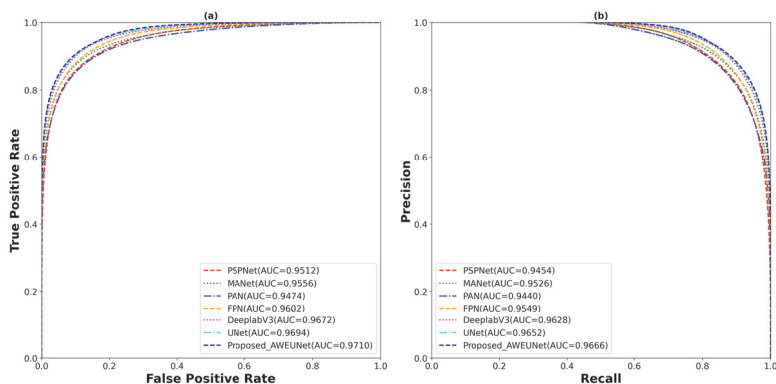 (a)
True Positive Rate
1.0
0.8
0.6
0.4
0.2
0.0
PSPNet(AUC=0.9512)
MANet(AUC=0.9556)
PAN(AUC=0.9474)
FPN(AUC=0.9602)
DeeplabV3(AUC=0.9672)
UNet(AUC=0.9694)
Proposed_AWEUNet(AUC=0.9710)
0.0 0.2 0.4 0.6 0.8 1.0
False Positive Rate
(b)
Precision
1.0
0.8
0.6
0.4
0.2
0.0
PSPNet(AUC=0.9454)
MANet(AUC=0.9526)
PAN(AUC=0.9440)
FPN(AUC=0.9549)
DeeplabV3(AUC=0.9628)
UNet(AUC=0.9652)
Proposed_AWEUNet(AUC=0.9666)
0.0 0.2 0.4 0.6 0.8 1.0
Recall